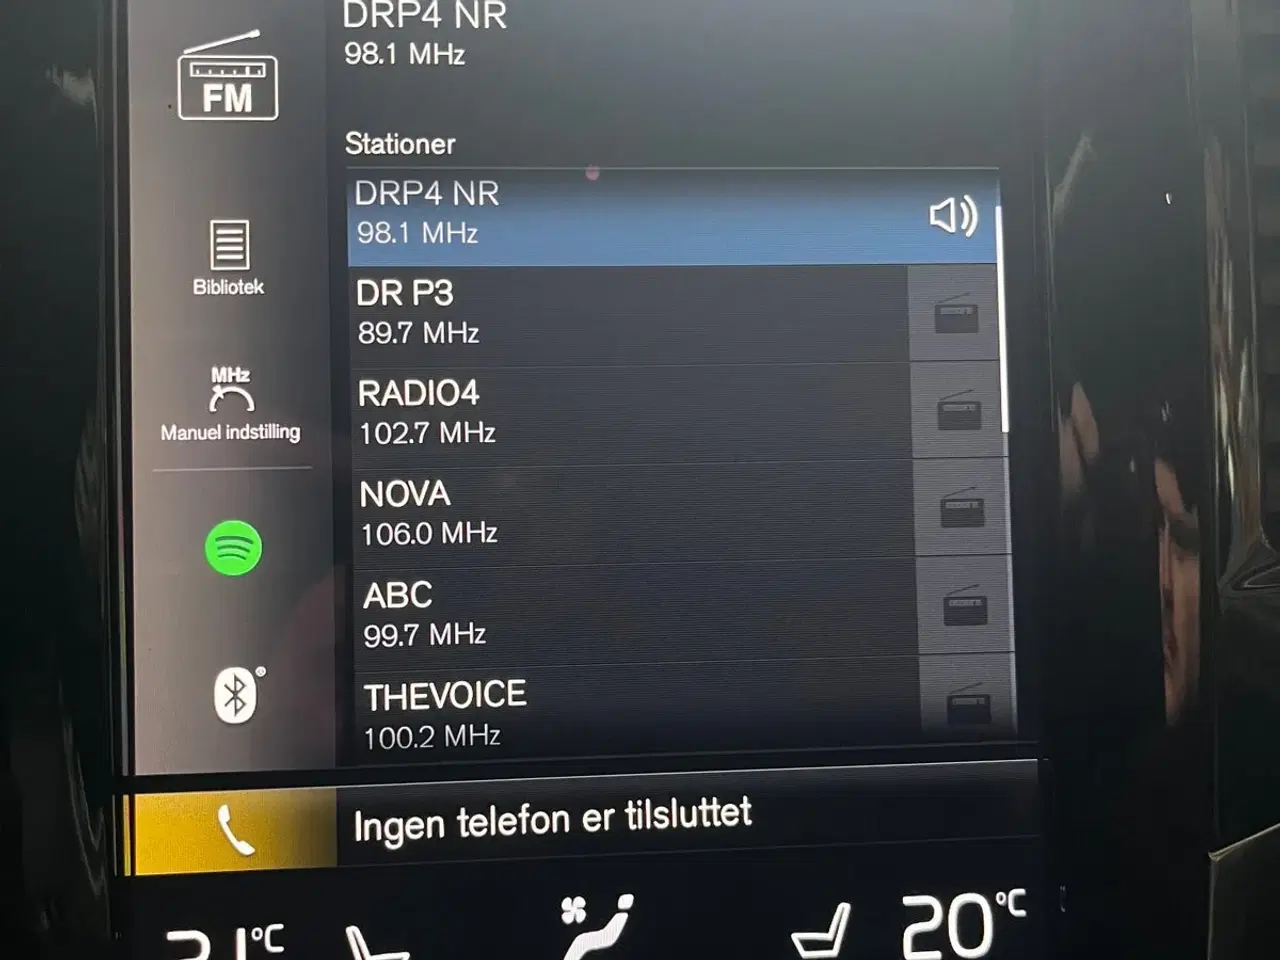 DRP4 NR
98.1 MHz
FM
Stationer
DRP4 NR
98.1 MHz
Bibliotek
DR P3
89.7 MHz
MHz
Manuel indstilling
RADIO4
102.7 MHz
NOVA
106.0 MHz
ABC
99.7 MHz
THEVOICE
100.2 MHz
Ingen telefon er tilsluttet
21°C
20°C